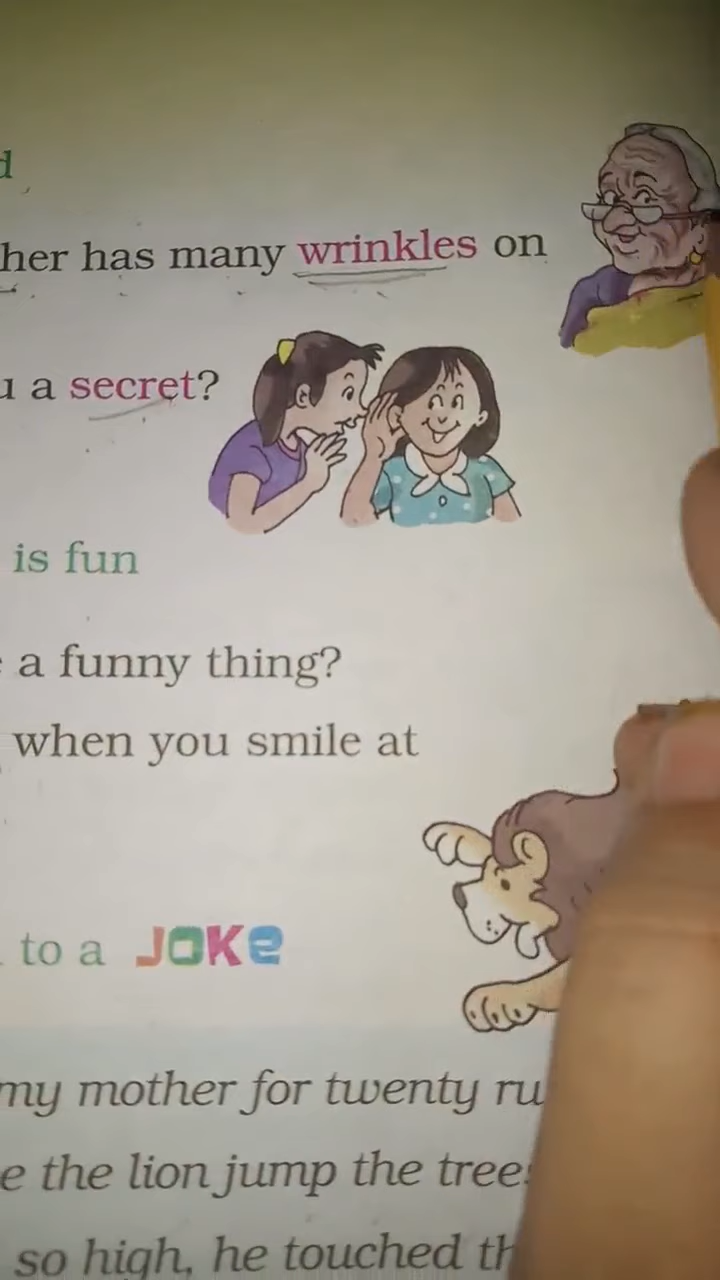 her has many wrinkles on
a secret?
is fun
a funny thing?
when you smile at
to a JOKe
my mother for twenty
the lion jump the
so high, he touched